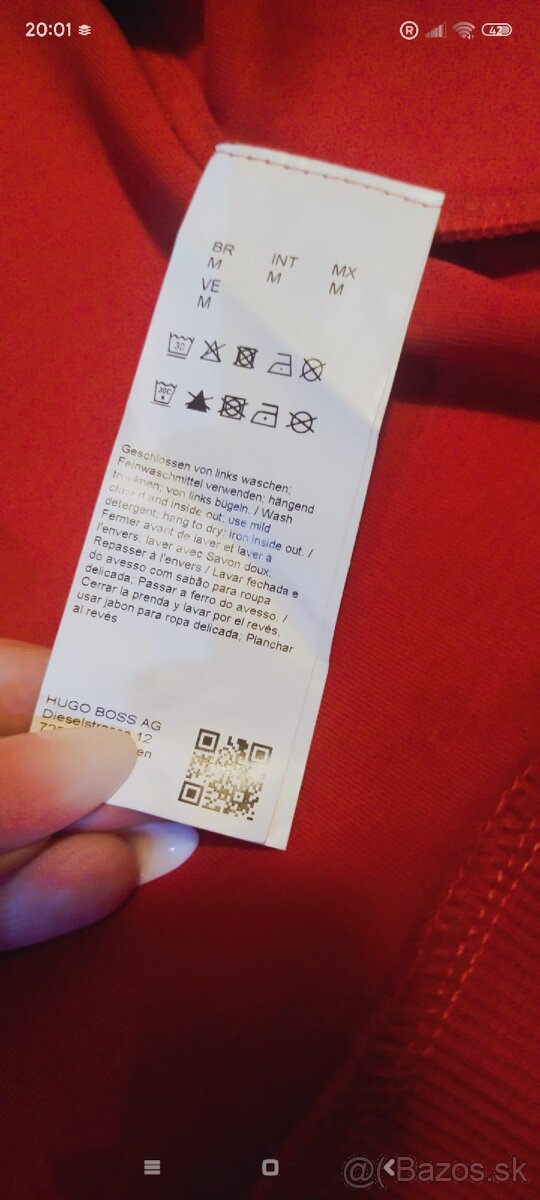 20:01
R
42
BR INT MX
M M M
VE
M
30
30C
Geschlossen von links waschen;
Feinwaschmittel verwenden; hängend
trocknen; von links bügeln. / Wash
close it and inside out, use mild
detergent; hang to dry; iron inside out. /
Fermer avant de laver et laver à
l'envers; laver avec Savon doux;
Repasser à l'envers / Lavar fechada e
do avesso com sabão para roupa
delicada; Passar a ferro do avesso. /
Cerrar la prenda y lavar por el revés,
usar jabon para ropa delicada; Planchar
al revés
HUGO BOSS AG
12
@Bazos.sk